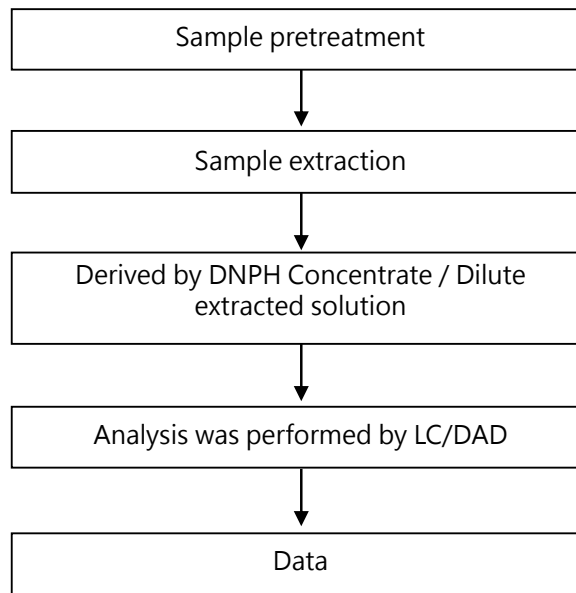 Sample pretreatment
Sample extraction
Derived by DNPH Concentrate / Dilute
extracted solution
Analysis was performed by LC/DAD
Data